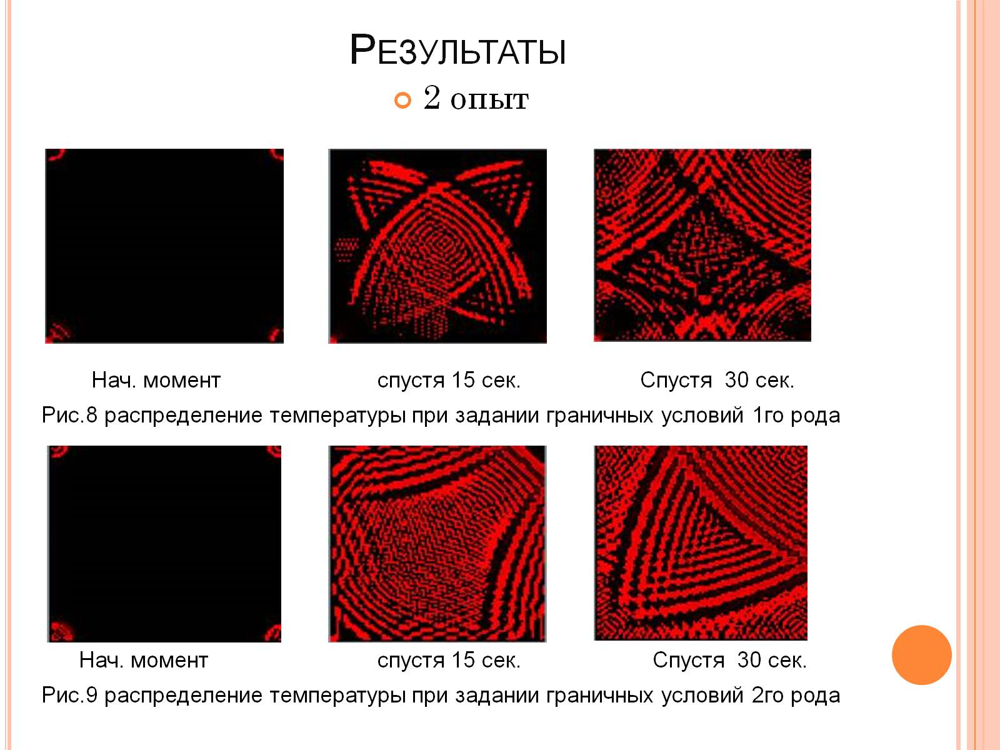 Результаты
2 опыт
Нач. момент спустя 15 сек. Спустя 30 сек.
Рис.8 распределение температуры при задании граничных условий 1го рода
Нач. момент спустя 15 сек. Спустя 30 сек.
Рис.9 распределение температуры при задании граничных условий 2го рода